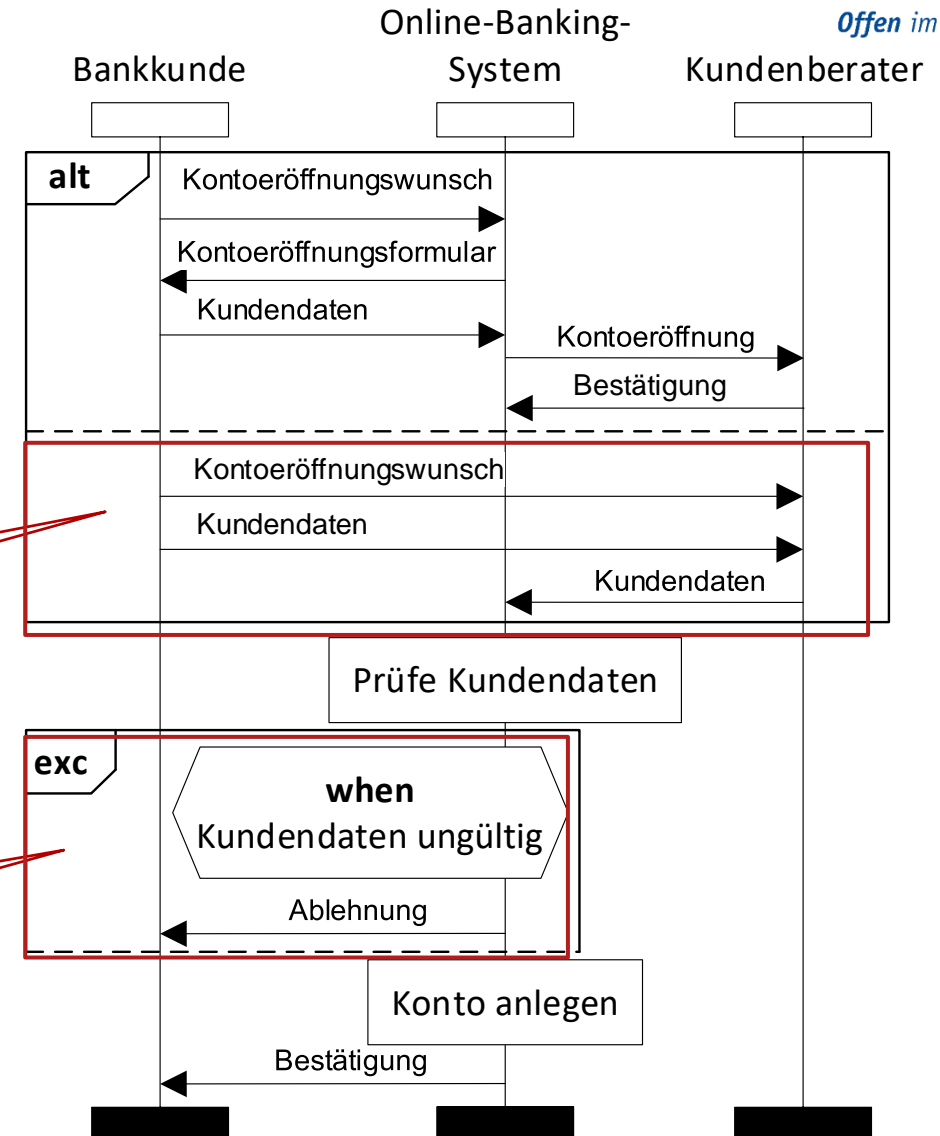 Offen im
Online-Banking-
Bankkunde System Kundenberater
alt
Kontoeröffnungswunsch
Kontoeröffnungsformular
Kundendaten
Kontoeröffnung
Bestätigung
Kontoeröffnungswunsch
Kundendaten
Kundendaten
Prüfe Kundendaten
exc
when
Kundendaten ungültig
Ablehnung
Konto anlegen
Bestätigung